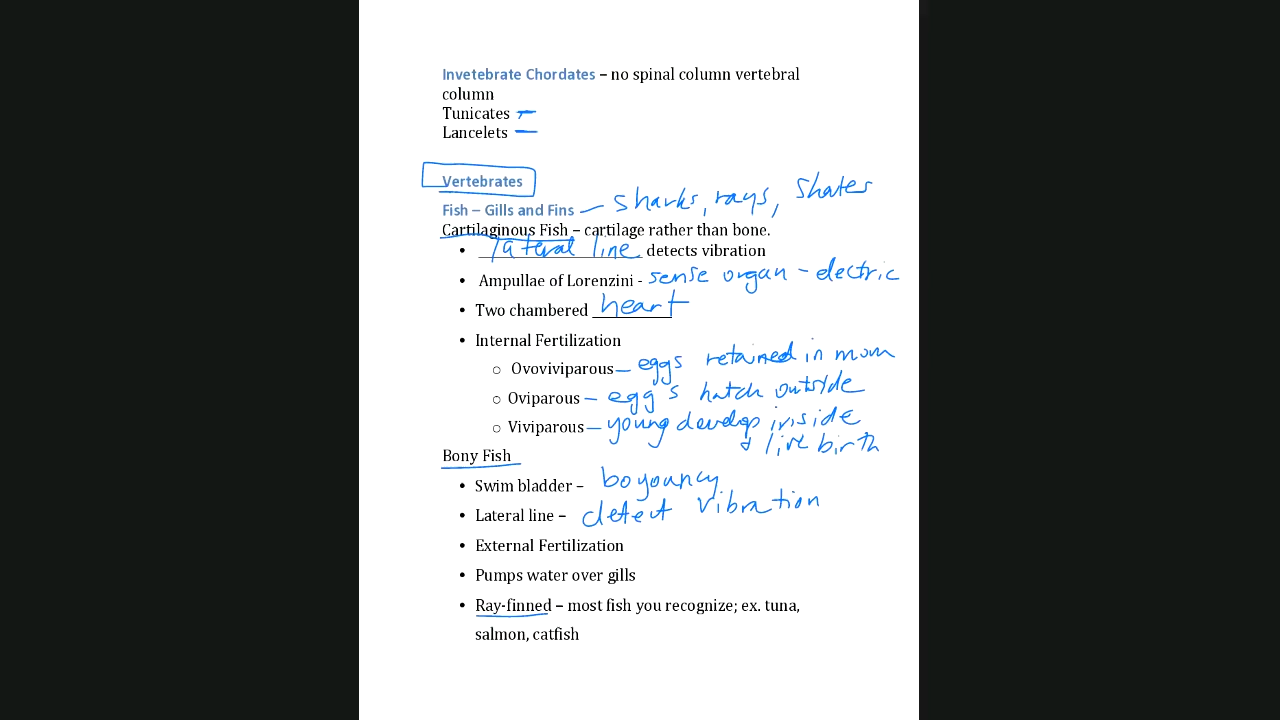 Invetebrate Chordates – no spinal column vertebral
column
Tunicates –
Lancelets –
Vertebrates
Fish – Gills and Fins – sharks, rays, skates
Cartilaginous Fish – cartilage rather than bone.
• lateral line detects vibration
• Ampullae of Lorenzini - sense organ - electric
• Two chambered heart
• Internal Fertilization
○ Ovoviviparous – eggs retained in mom
○ Oviparous – eggs hatch outside
○ Viviparous – young develop inside
& live birth
Bony Fish
• Swim bladder – boyouncy
• Lateral line – detect vibration
• External Fertilization
• Pumps water over gills
• Ray-finned – most fish you recognize; ex. tuna,
salmon, catfish